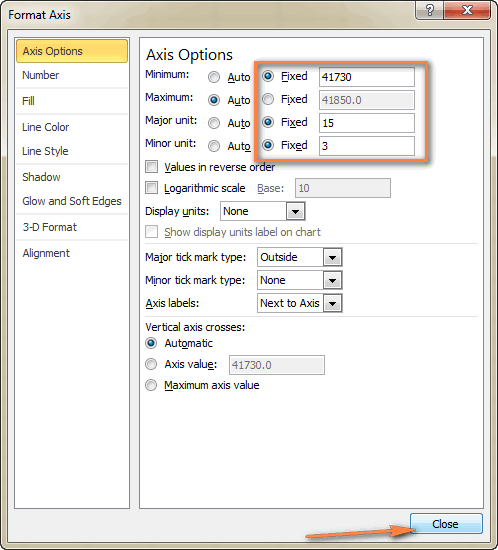 Format Axis
?
X
Axis Options
Number
Fill
Line Color
Line Style
Shadow
Glow and Soft Edges
3-D Format
Alignment
Axis Options
Minimum: Auto Fixed 41730
Maximum: Auto Fixed 41850.0
Major unit: Auto Fixed 15
Minor unit: Auto Fixed 3
Values in reverse order
Logarithmic scale Base: 10
Display units: None
Show display units label on chart
Major tick mark type: Outside
Minor tick mark type: None
Axis labels: Next to Axis
Vertical axis crosses:
Automatic
Axis value: 41730.0
Maximum axis value
Close